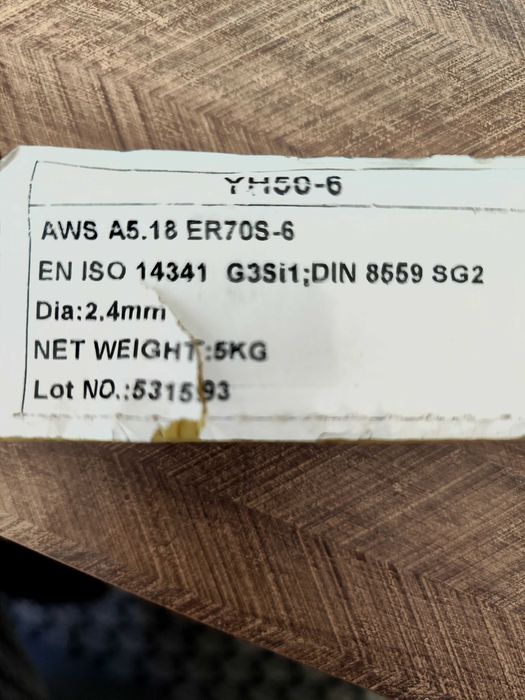 YH50-6
AWS A5.18 ER70S-6
EN ISO 14341 G3Si1;DIN 8559 SG2
Dia:2.4mm
NET WEIGHT:5KG
Lot NO.:5315193